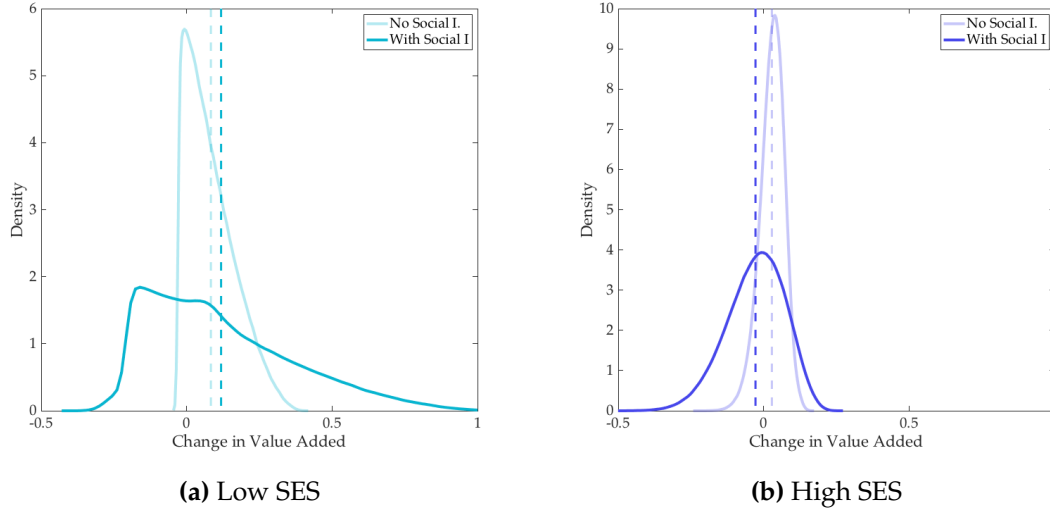 6
5
4
3
2
1
0
Density
-0.5
0
0.5
1
Change in Value Added
No Social I.
With Social I
(a) Low SES
10
9
8
7
6
5
4
3
2
1
0
Density
-0.5
0
0.5
Change in Value Added
No Social I.
With Social I
(b) High SES